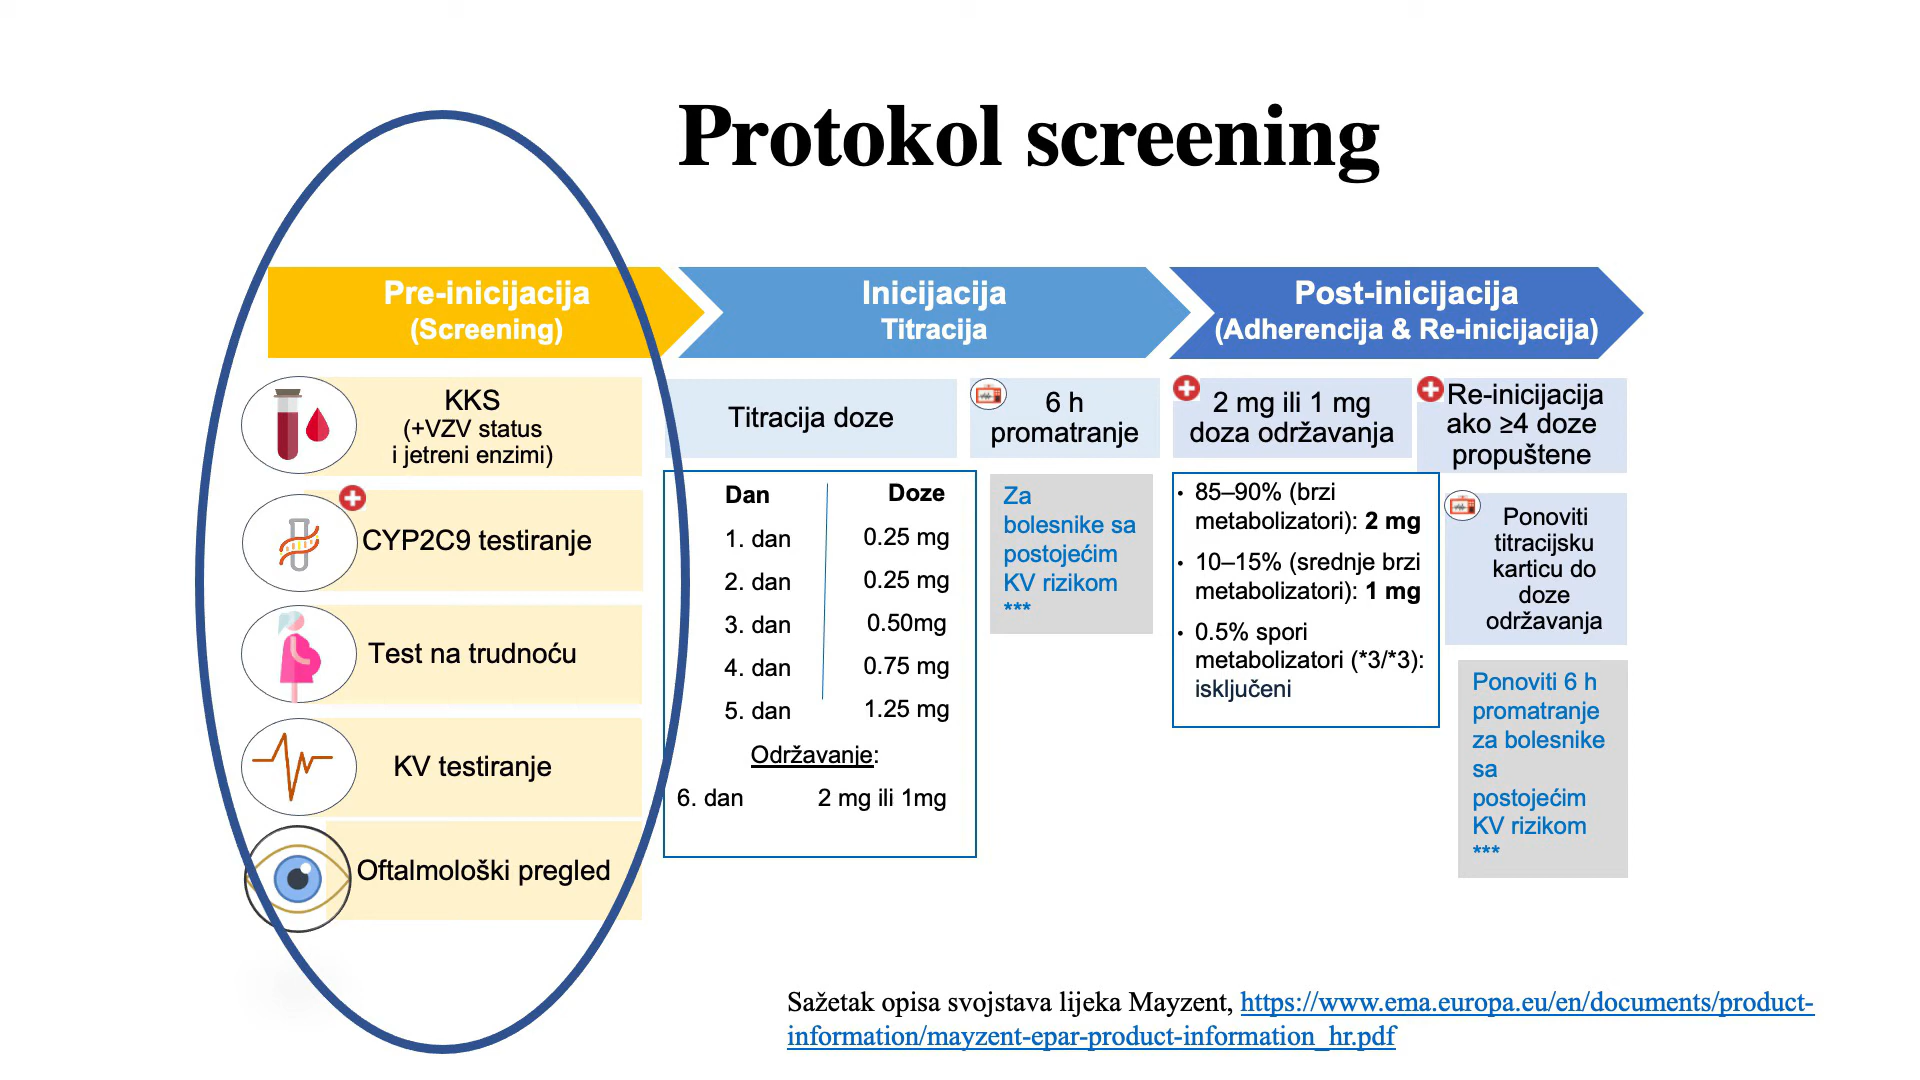 Protokol screening
Pre-inicijacija
(Screening)
Inicijacija
Titracija
Post-inicijacija
(Adherencija & Re-inicijacija)
KKS
(+VZV status
i jetreni enzimi)
CYP2C9 testiranje
Test na trudnoću
KV testiranje
Oftalmološki pregled
Titracija doze
Dan Doze
1. dan 0.25 mg
2. dan 0.25 mg
3. dan 0.50mg
4. dan 0.75 mg
5. dan 1.25 mg
Održavanje:
6. dan 2 mg ili 1mg
6 h
promatranje
Za
bolesnike sa
postojećim
KV rizikom
***
2 mg ili 1 mg
doza održavanja
• 85–90% (brzi
metabolizatori): 2 mg
• 10–15% (srednje brzi
metabolizatori): 1 mg
• 0.5% spori
metabolizatori (*3/*3):
isključeni
Re-inicijacija
ako ≥4 doze
propuštene
Ponoviti
titracijsku
karticu do
doze
održavanja
Ponoviti 6 h
promatranje
za bolesnike
sa
postojećim
KV rizikom
***
Sažetak opisa svojstava lijeka Mayzent, https://www.ema.europa.eu/en/documents/product-
information/mayzent-epar-product-information_hr.pdf